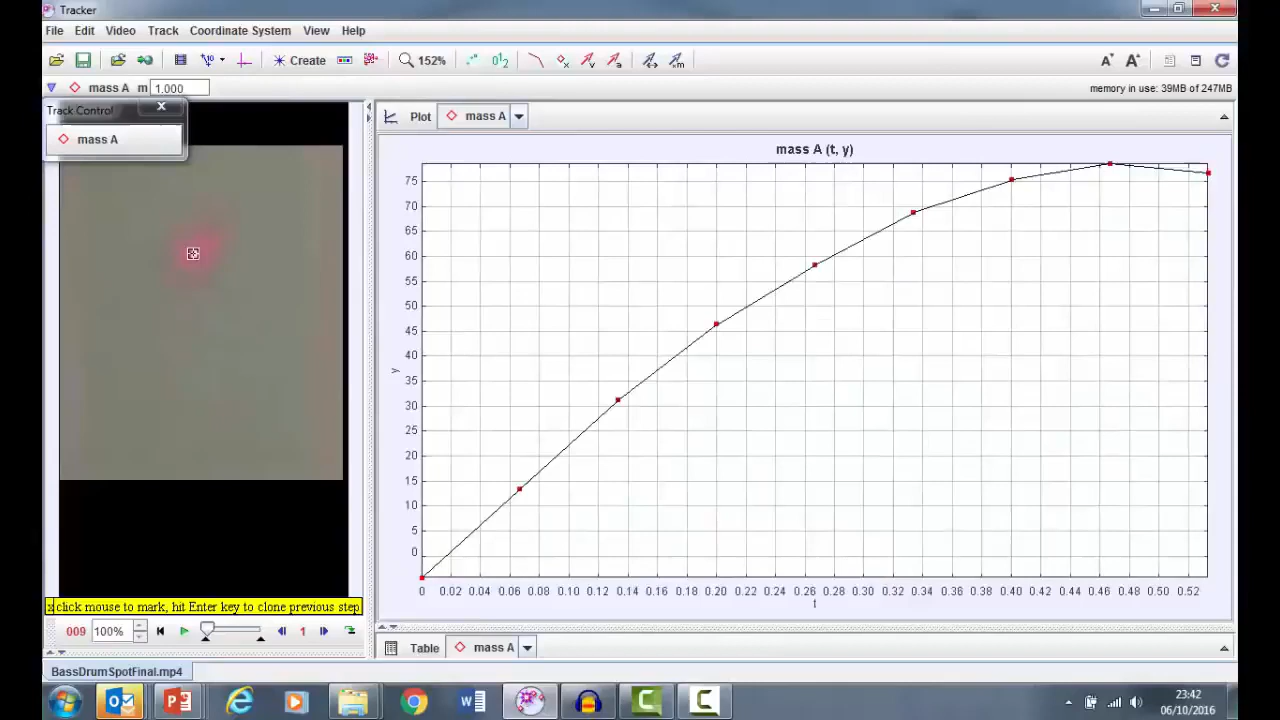 Tracker
File Edit Video Track Coordinate System View Help
Create 152%
mass A m 1.000 memory in use: 39MB of 247MB
Track Control
mass A
Plot mass A
mass A (t, y)
75
70
65
60
55
50
45
40
35
30
25
20
15
10
5
0
y
0 0.02 0.04 0.06 0.08 0.10 0.12 0.14 0.16 0.18 0.20 0.22 0.24 0.26 0.28 0.30 0.32 0.34 0.36 0.38 0.40 0.42 0.44 0.46 0.48 0.50 0.52
t
click mouse to mark, hit Enter key to clone previous step
009 100% 1
Table mass A
BassDrumSpotFinal.mp4
23:42
06/10/2016